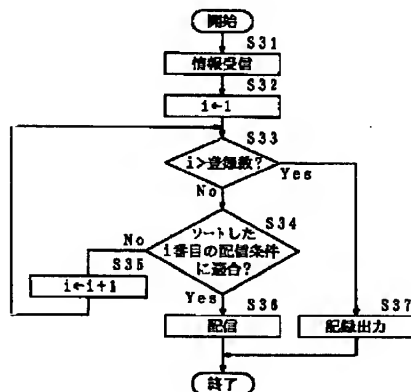 開始
S31
情報受信
S32
i←1
S33
i>登録数?
Yes
No
S34
ソートした
i番目の配信条件
に適合?
No
S35
i←i+1
Yes
S36
配信
S37
記録出力
終了